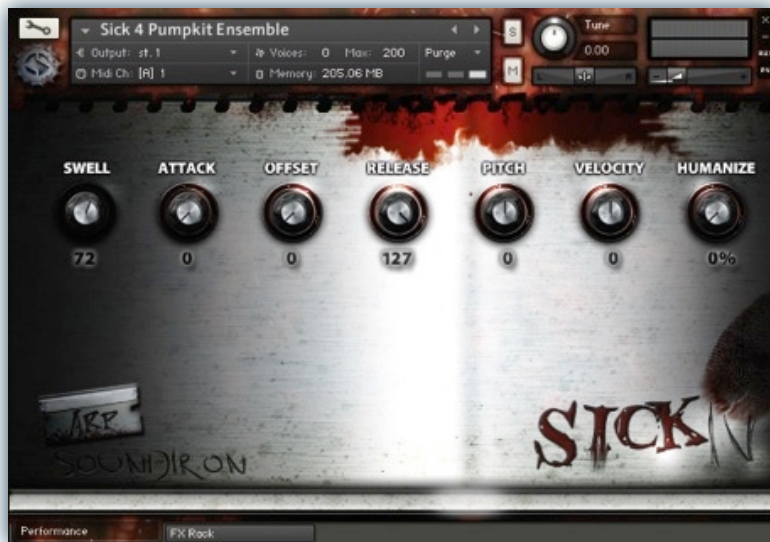 Sick 4 Pumpkit Ensemble
Output: st. 1 Voices: 0 Max: 200 Purge
Midi Ch: [A] 1 Memory: 205.06 MB
S
M
Tune
0.00
L R
SWELL ATTACK OFFSET RELEASE PITCH VELOCITY HUMANIZE
72 0 0 127 0 0 0%
ARP
SOUNDIRON
SICK
Performance FX Rack